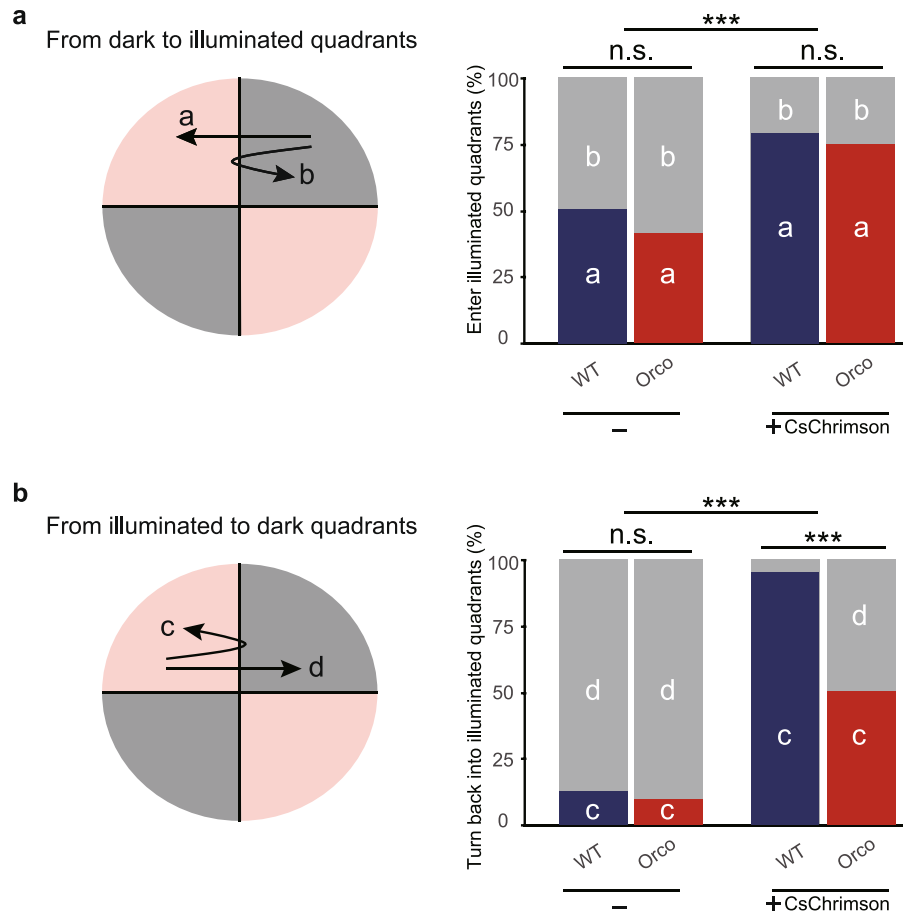 a
From dark to illuminated quadrants
a
b
Enter illuminated quadrants (%)
100
75
50
25
0
***
n.s.
n.s.
b
b
b
b
a
a
a
a
WT
Orco
WT
Orco
–
+CsChrimson
b
From illuminated to dark quadrants
c
d
Turn back into illuminated quadrants (%)
100
75
50
25
0
***
n.s.
***
d
d
d
c
c
c
c
WT
Orco
WT
Orco
–
+CsChrimson